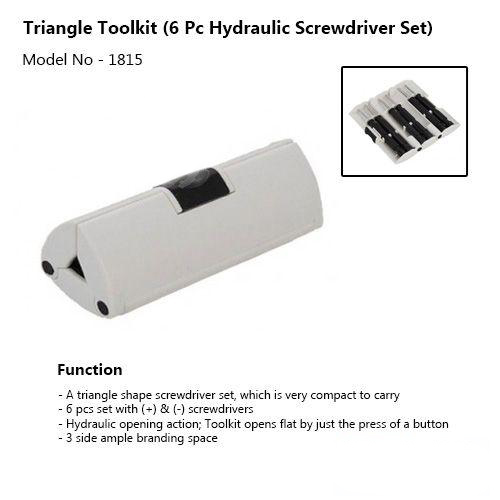 Triangle Toolkit (6 Pc Hydraulic Screwdriver Set)
Model No - 1815
Function
- A triangle shape screwdriver set, which is very compact to carry
- 6 pcs set with (+) & (-) screwdrivers
- Hydraulic opening action; Toolkit opens flat by just the press of a button
- 3 side ample branding space